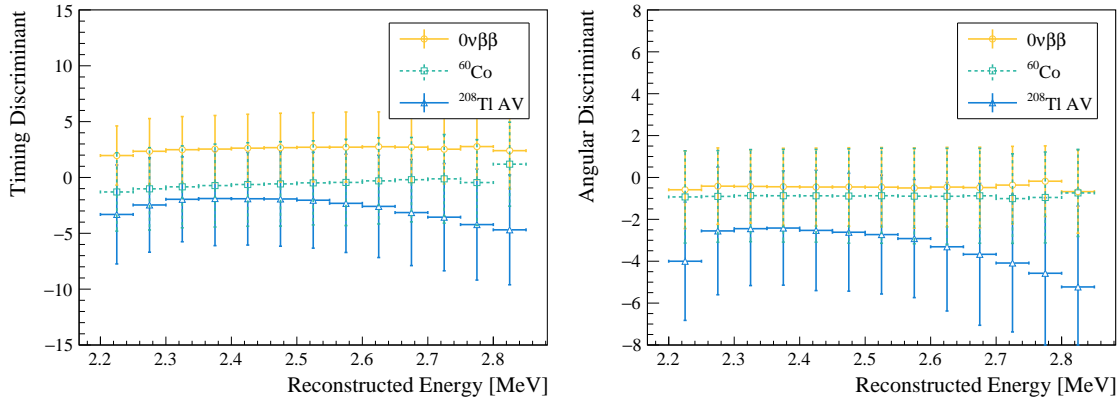 Timing Discriminant
15
10
5
0
−5
−10
−15
0νββ
⁶⁰Co
²⁰⁸Tl AV
2.2 2.3 2.4 2.5 2.6 2.7 2.8
Reconstructed Energy [MeV]
Angular Discriminant
8
6
4
2
0
−2
−4
−6
−8
0νββ
⁶⁰Co
²⁰⁸Tl AV
2.2 2.3 2.4 2.5 2.6 2.7 2.8
Reconstructed Energy [MeV]